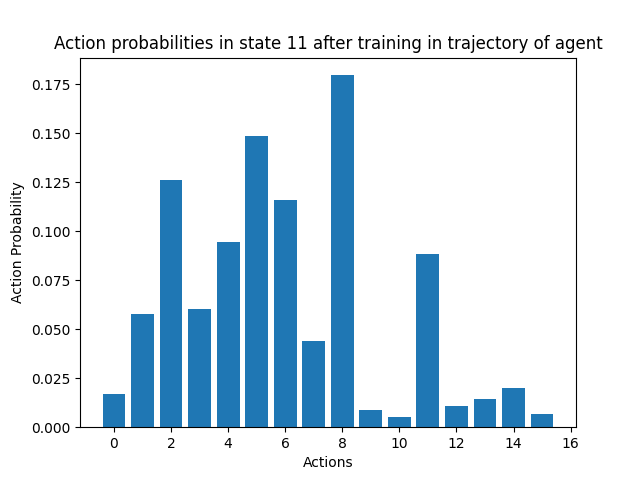 Action probabilities in state 11 after training in trajectory of agent
Action Probability
0.175
0.150
0.125
0.100
0.075
0.050
0.025
0.000
0 2 4 6 8 10 12 14 16
Actions